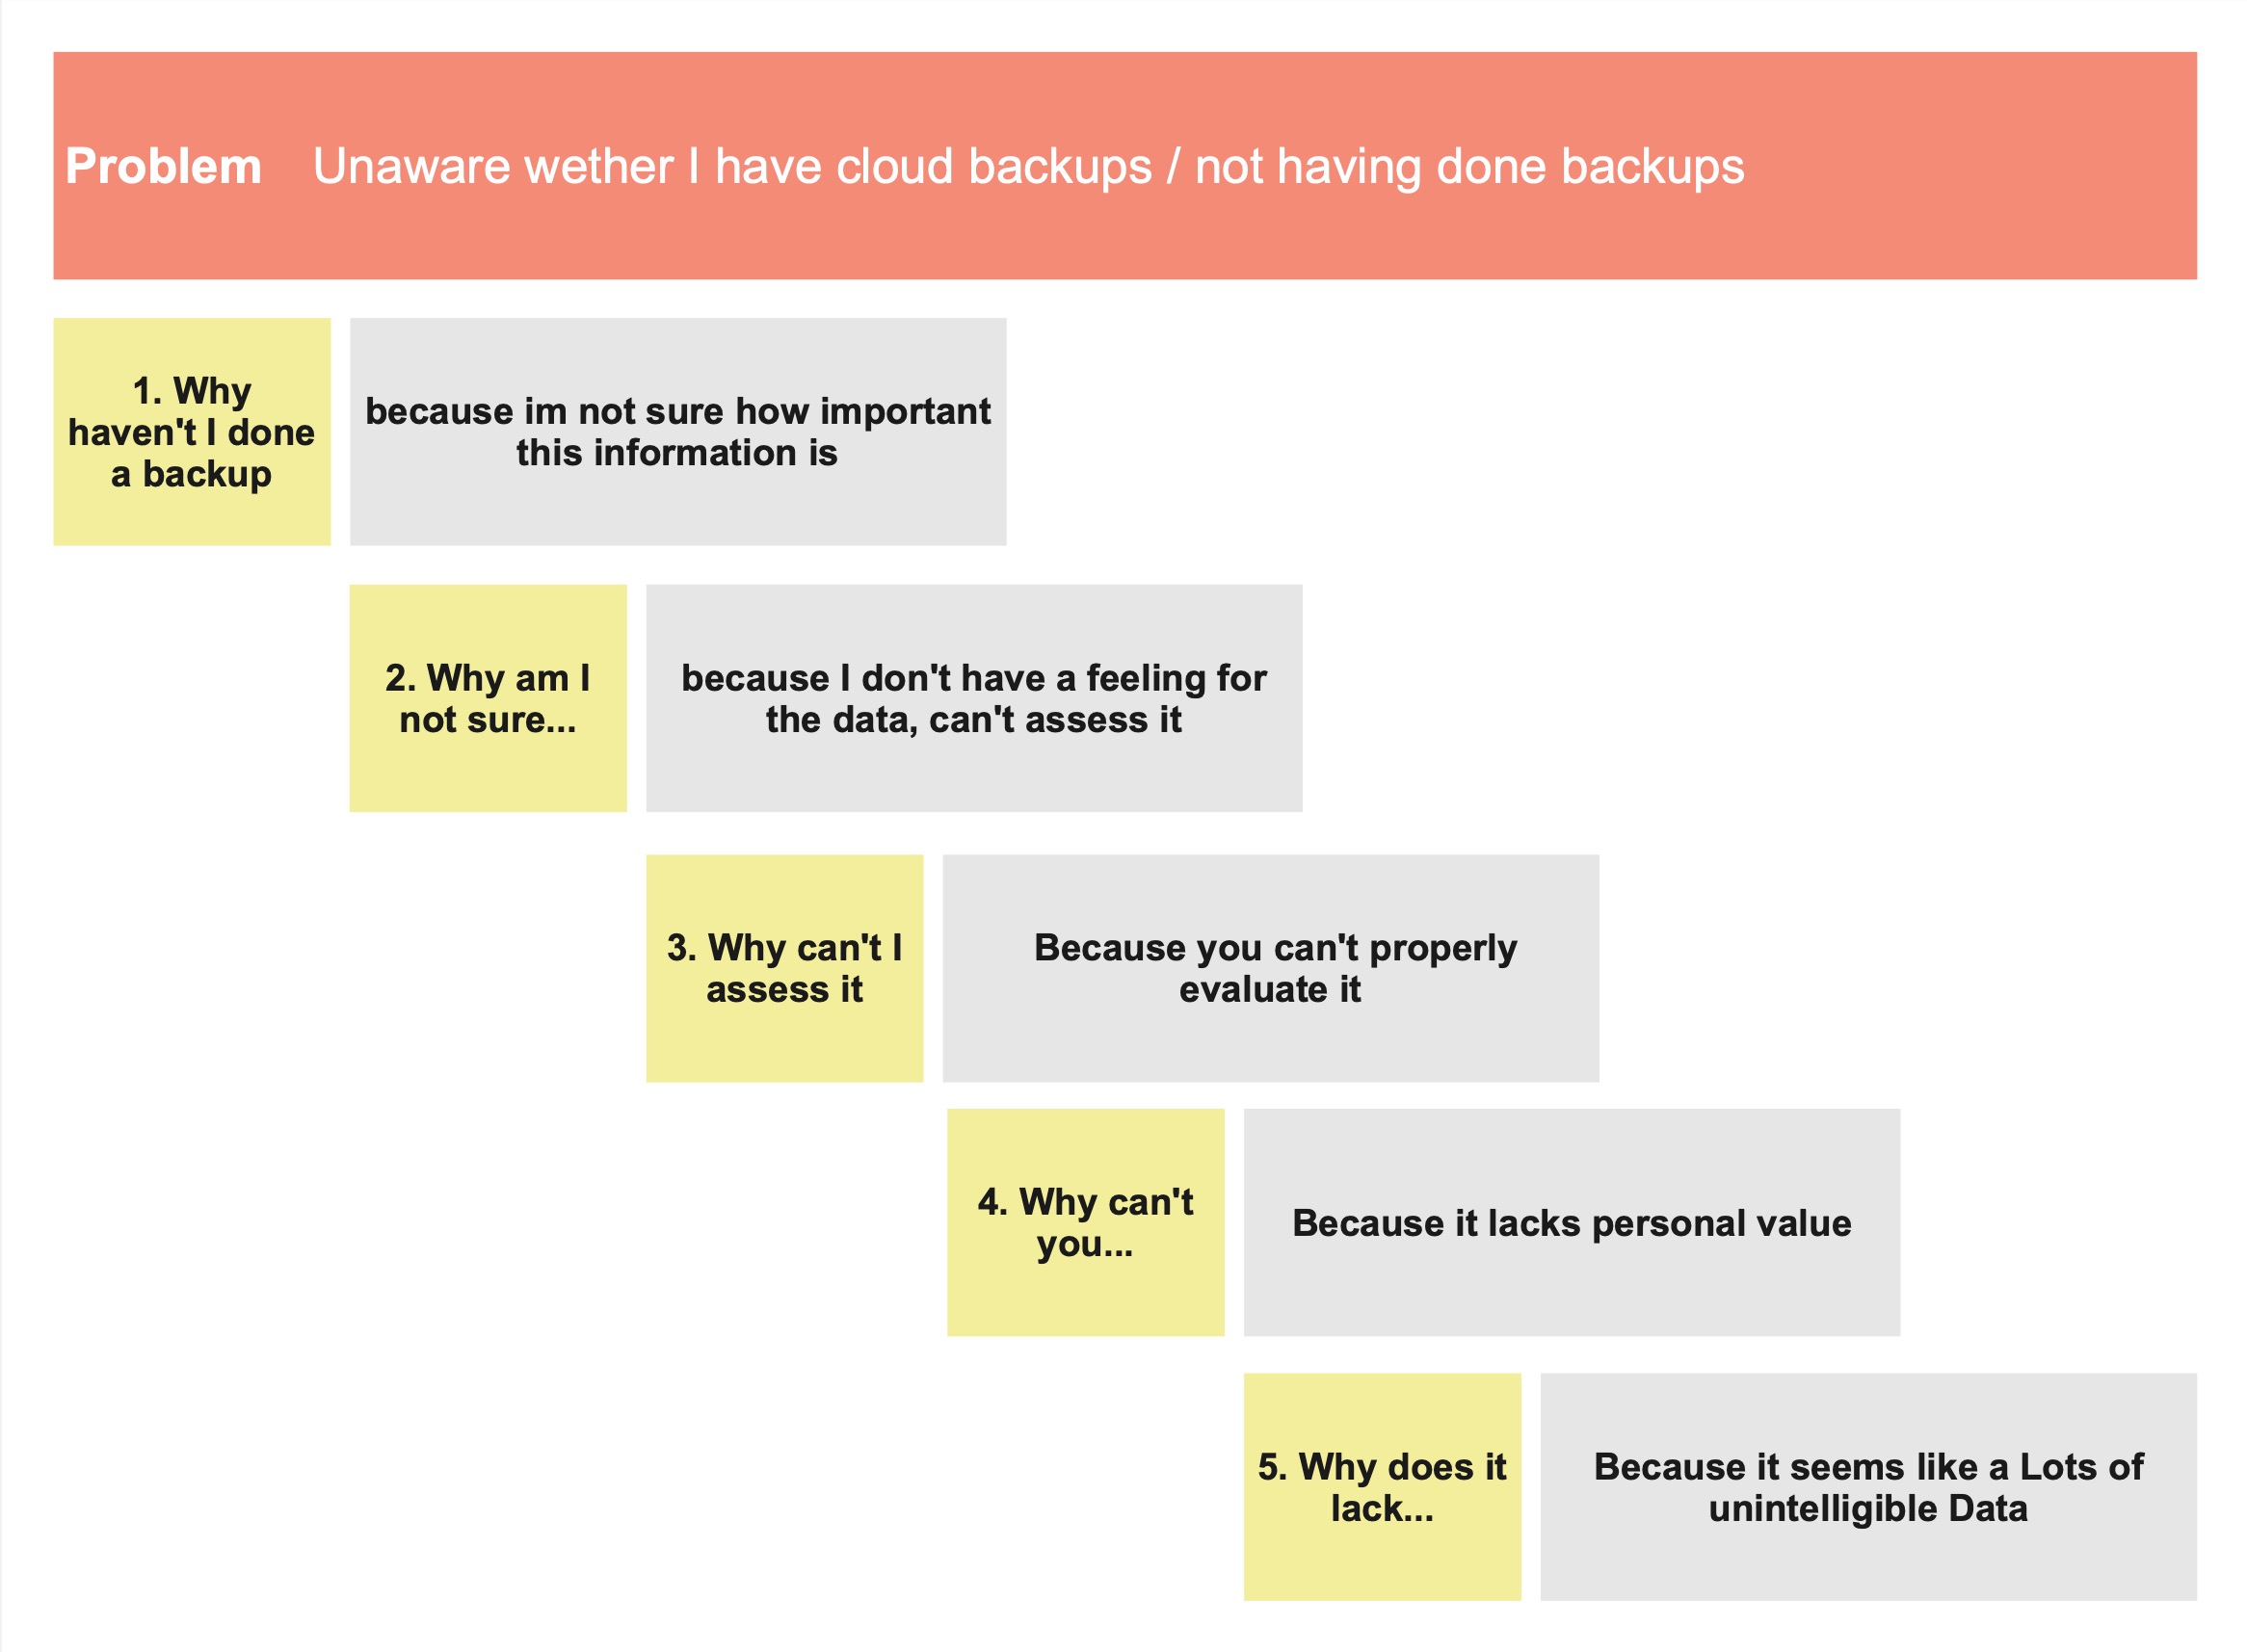 Problem Unaware wether I have cloud backups / not having done backups
1. Why
haven't I done
a backup
because im not sure how important
this information is
2. Why am I
not sure...
because I don't have a feeling for
the data, can't assess it
3. Why can't I
assess it
Because you can't properly
evaluate it
4. Why can't
you...
Because it lacks personal value
5. Why does it
lack...
Because it seems like a Lots of
unintelligible Data